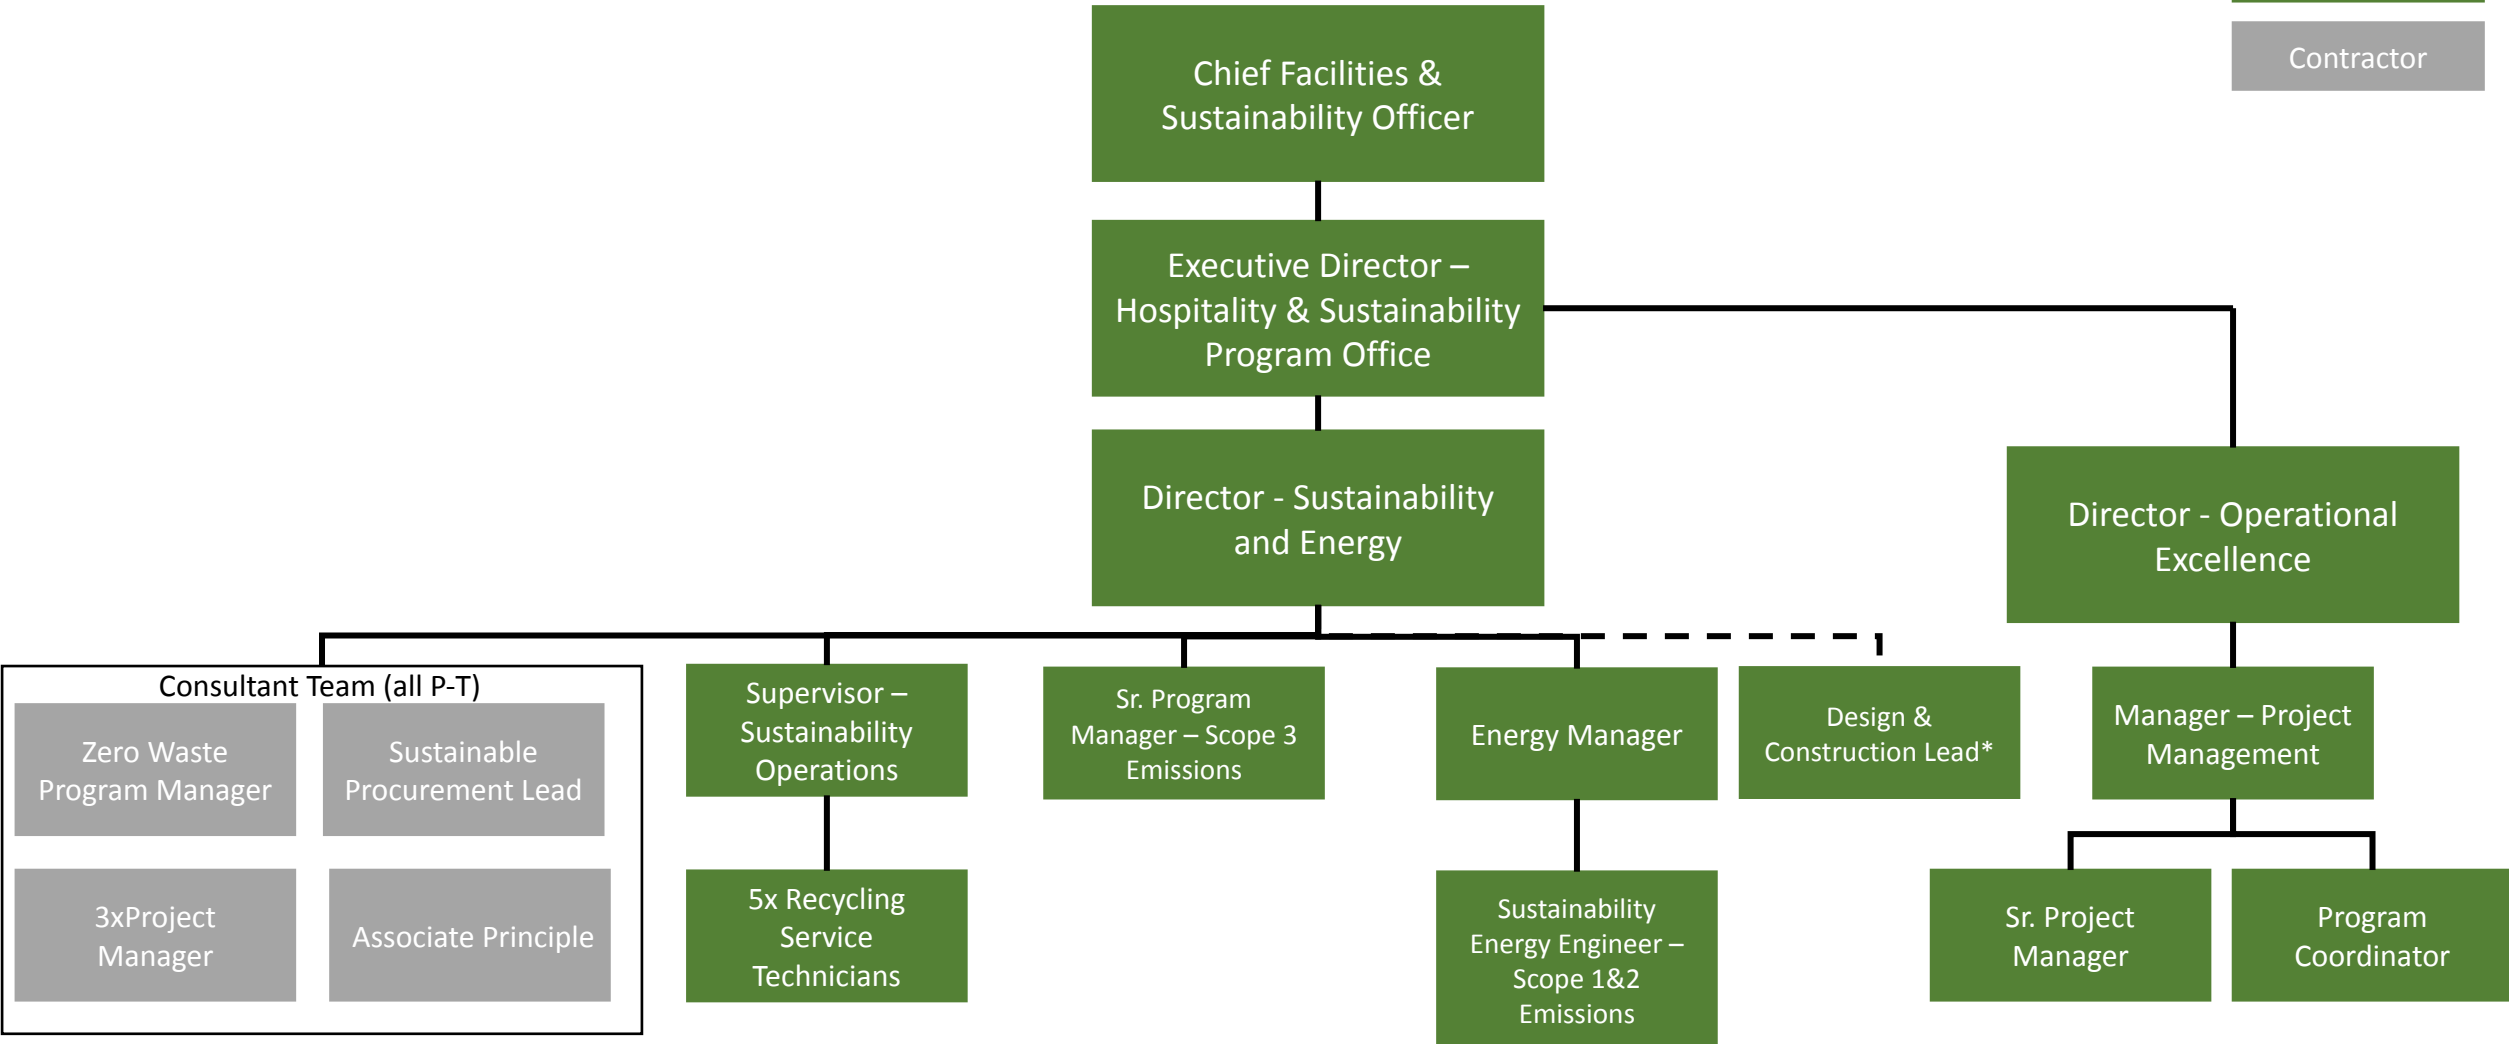 Contractor
Chief Facilities &
Sustainability Officer
Executive Director –
Hospitality & Sustainability
Program Office
Director - Sustainability
and Energy
Director - Operational
Excellence
Consultant Team (all P-T)
Zero Waste
Program Manager
Sustainable
Procurement Lead
3xProject
Manager
Associate Principle
Supervisor –
Sustainability
Operations
5x Recycling
Service
Technicians
Sr. Program
Manager – Scope 3
Emissions
Energy Manager
Sustainability
Energy Engineer –
Scope 1&2
Emissions
Design &
Construction Lead*
Manager – Project
Management
Sr. Project
Manager
Program
Coordinator